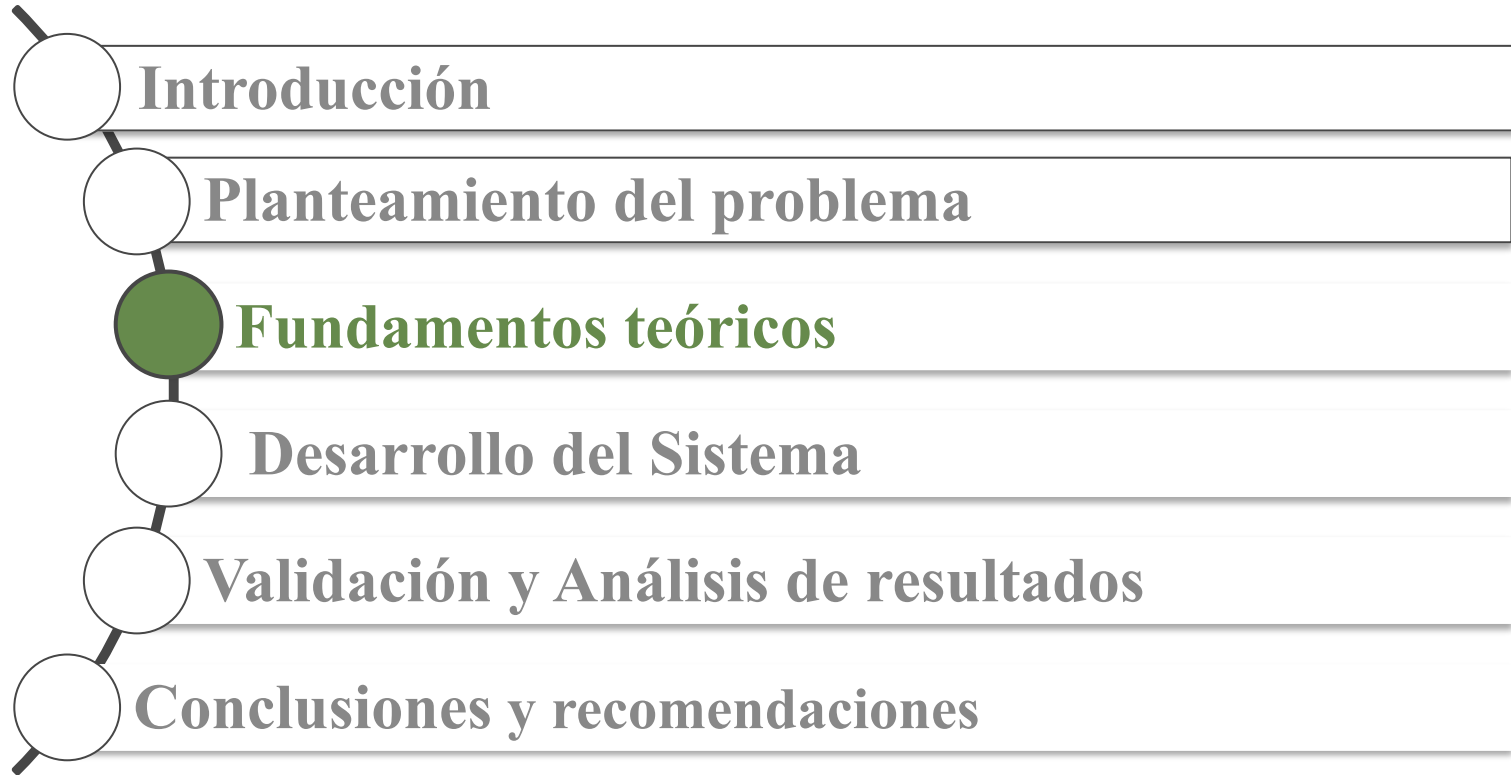 Introducción
Planteamiento del problema
Fundamentos teóricos
Desarrollo del Sistema
Validación y Análisis de resultados
Conclusiones y recomendaciones